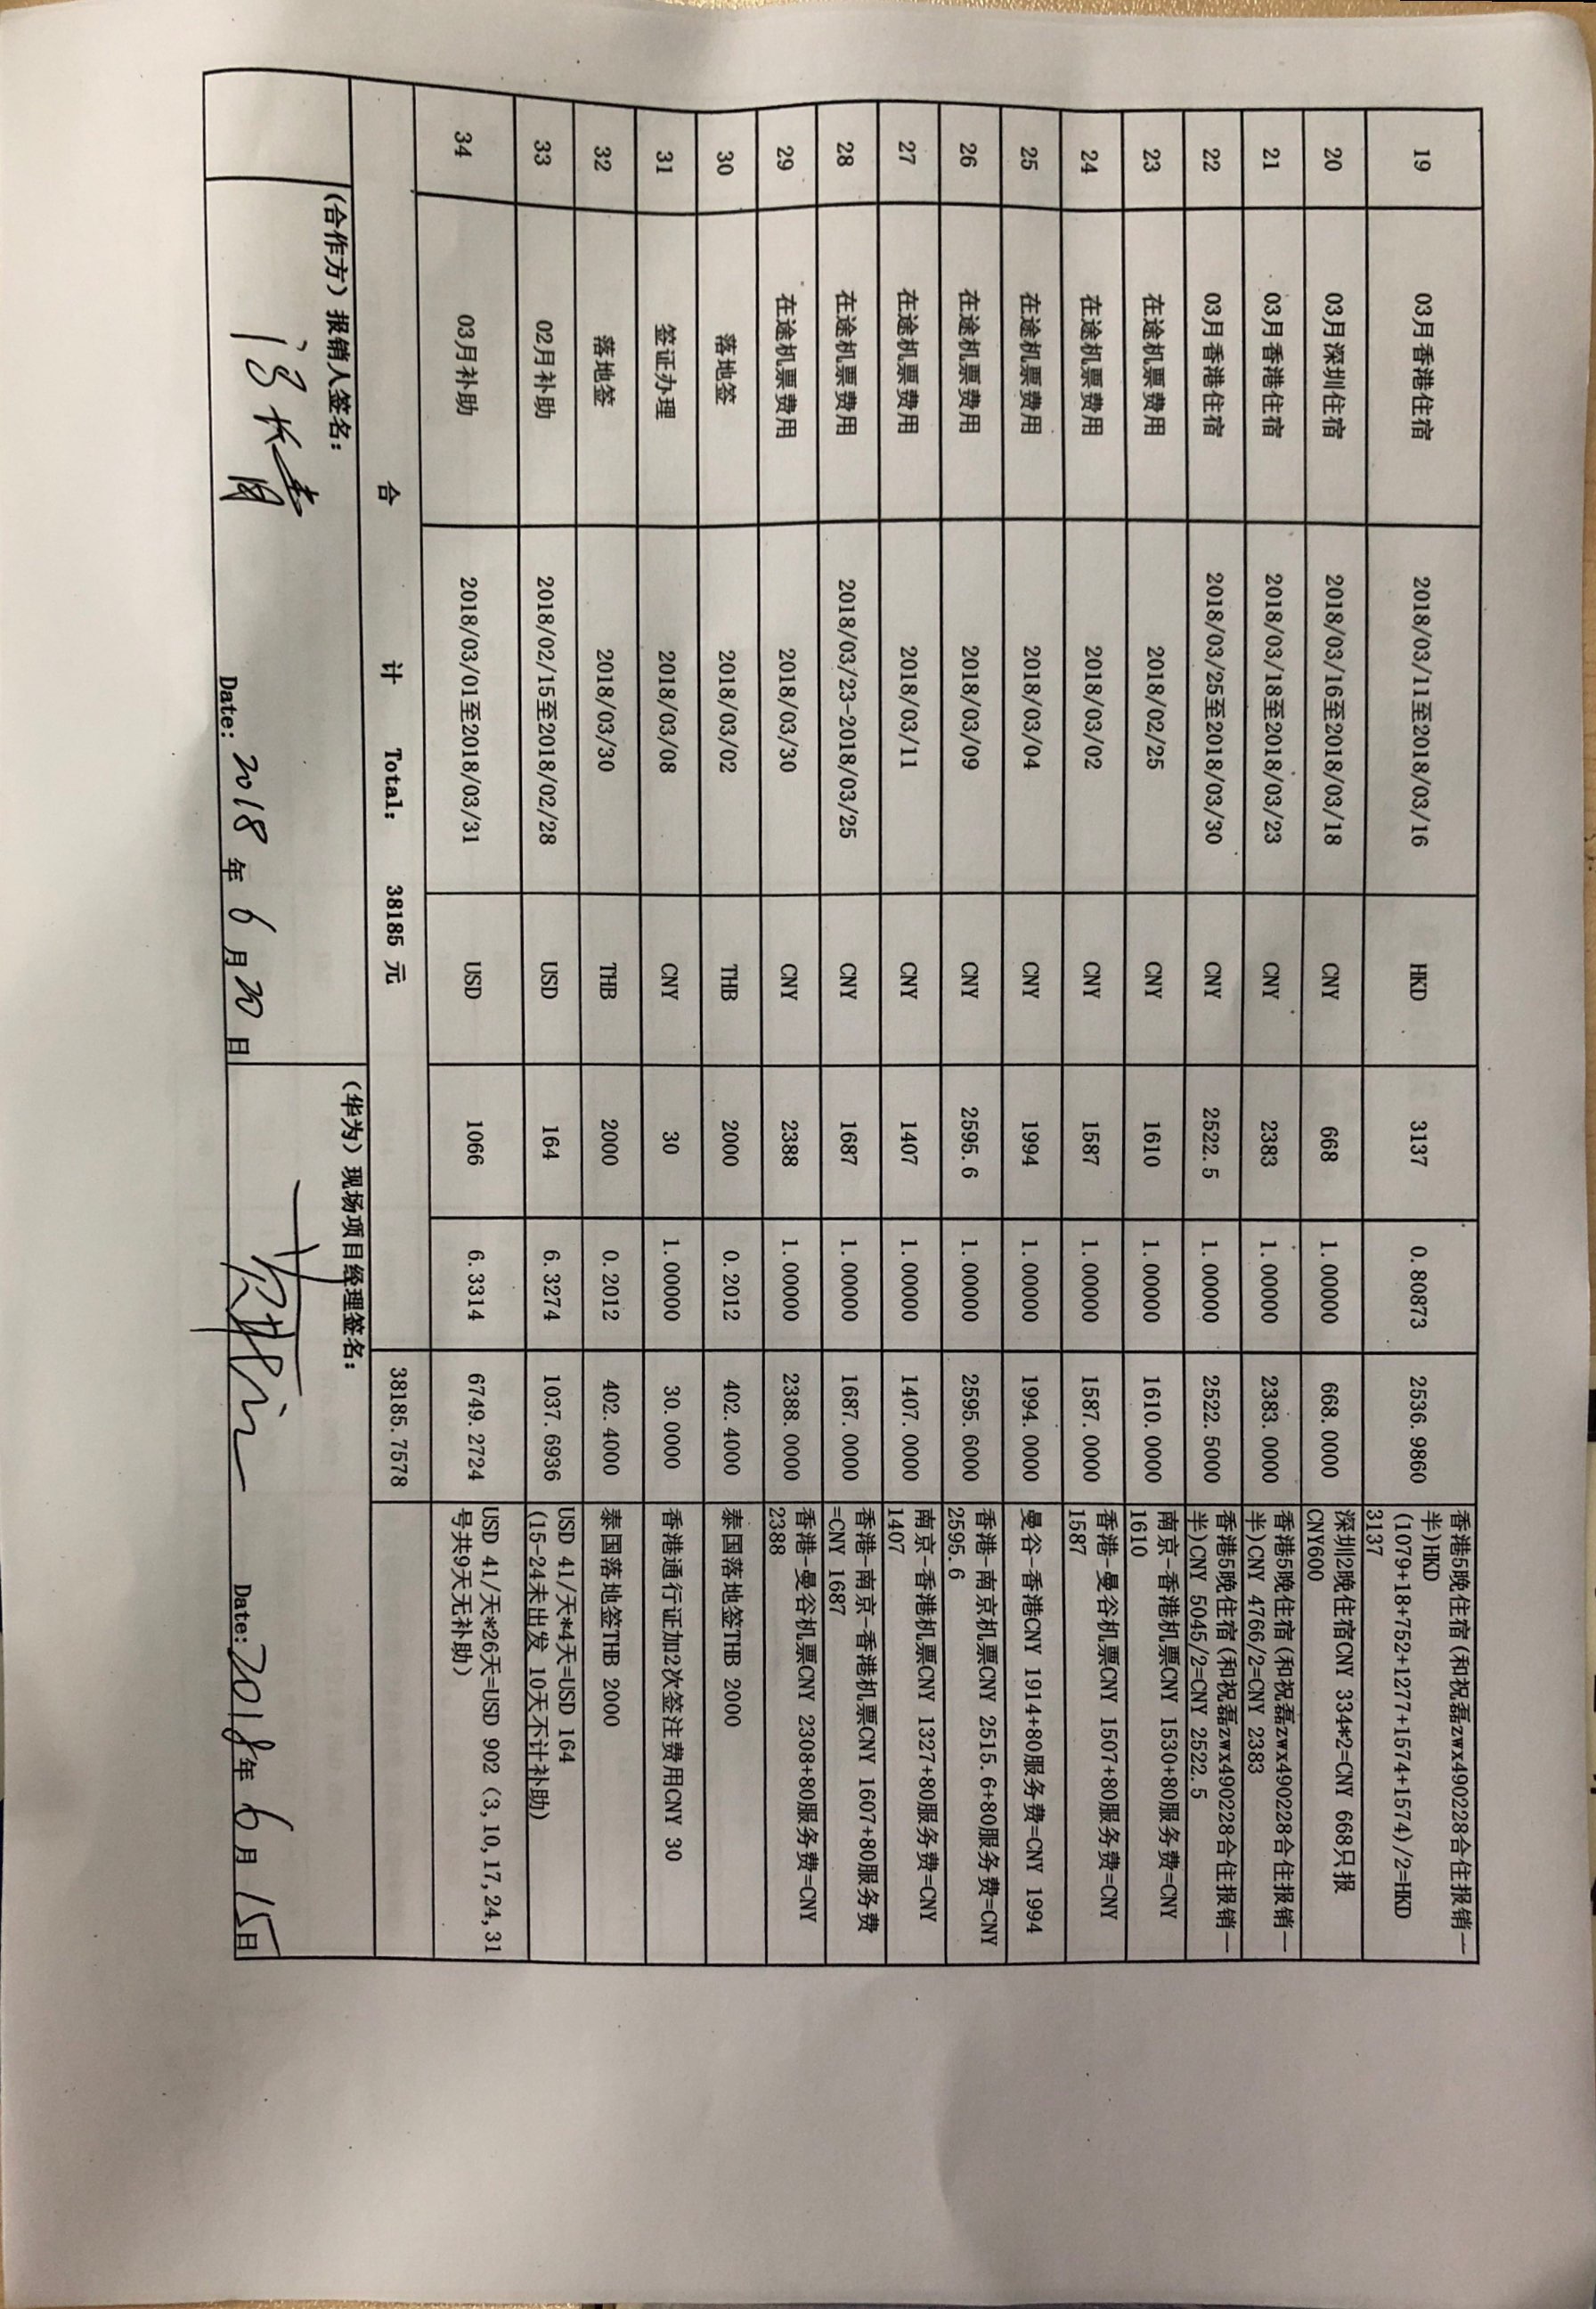 19 03月香港住宿 2018/03/11至2018/03/16 HKD 3137 0.80873 2536.9860 香港5晚住宿(和祝磊zwx490228合住报销一
半)HKD
(1079+18+752+1277+1574+1574)/2=HKD
3137
20 03月深圳住宿 2018/03/16至2018/03/18 CNY 668 1.00000 668.0000 深圳2晚住宿CNY 334*2=CNY 668只报
CNY600
21 03月香港住宿 2018/03/18至2018/03/23 CNY 2383 1.00000 2383.0000 香港5晚住宿(和祝磊zwx490228合住报销一
半)CNY 4766/2=CNY 2383
22 03月香港住宿 2018/03/25至2018/03/30 CNY 2522.5 1.00000 2522.5000 香港5晚住宿(和祝磊zwx490228合住报销一
半)CNY 5045/2=CNY 2522.5
23 在途机票费用 2018/02/25 CNY 1610 1.00000 1610.0000 南京-香港机票CNY 1530+80服务费=CNY
1610
24 在途机票费用 2018/03/02 CNY 1587 1.00000 1587.0000 香港-曼谷机票CNY 1507+80服务费=CNY
1587
25 在途机票费用 2018/03/04 CNY 1994 1.00000 1994.0000 曼谷-香港CNY 1914+80服务费=CNY 1994
26 在途机票费用 2018/03/09 CNY 2595.6 1.00000 2595.6000 香港-南京机票CNY 2515.6+80服务费=CNY
2595.6
27 在途机票费用 2018/03/11 CNY 1407 1.00000 1407.0000 南京-香港机票CNY 1327+80服务费=CNY
1407
28 在途机票费用 2018/03/23-2018/03/25 CNY 1687 1.00000 1687.0000 香港-南京-香港机票CNY 1607+80服务费
=CNY 1687
29 在途机票费用 2018/03/30 CNY 2388 1.00000 2388.0000 香港-曼谷机票CNY 2308+80服务费=CNY
2388
30 落地签 2018/03/02 THB 2000 0.2012 402.4000 泰国落地签THB 2000
31 签证办理 2018/03/08 CNY 30 1.00000 30.0000 香港通行证加2次签注费用CNY 30
32 落地签 2018/03/30 THB 2000 0.2012 402.4000 泰国落地签THB 2000
33 02月补助 2018/02/15至2018/02/28 USD 164 6.3274 1037.6936 USD 41/天*4天=USD 164
(15-24未出发 10天不计补助)
34 03月补助 2018/03/01至2018/03/31 USD 1066 6.3314 6749.2724 USD 41/天*26天=USD 902（3,10,17,24,31
号共9天无补助）
合 计 Total: 38185 元 38185.7578
(合作方) 报销人签名: (华为) 现场项目经理签名:
Date: 2018 年 6 月 20 日 Date: 2018 年 6 月 15 日